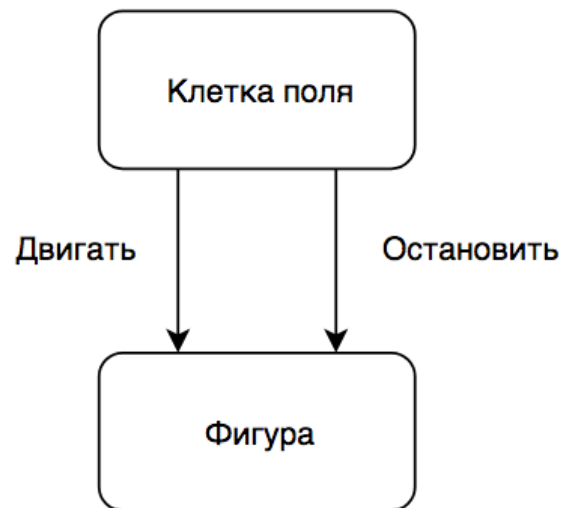 Клетка поля
Двигать
Остановить
Фигура